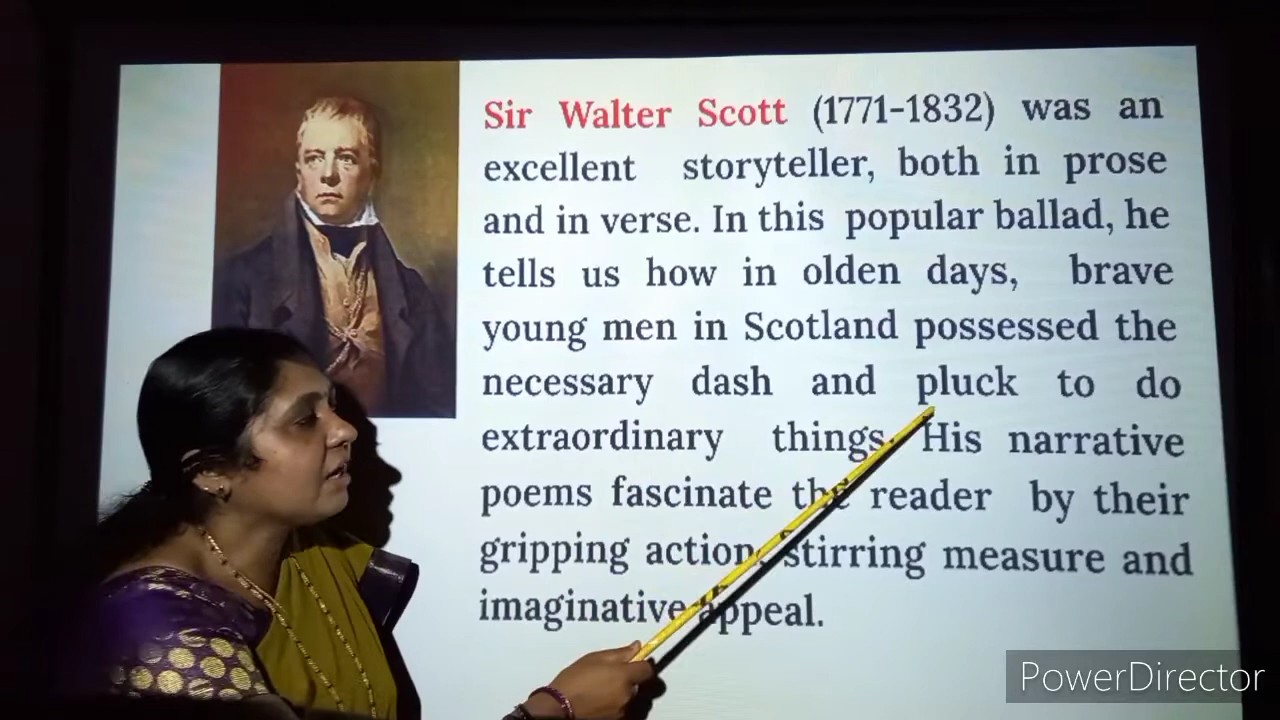 Sir Walter Scott (1771-1832) was an
excellent storyteller, both in prose
and in verse. In this popular ballad, he
tells us how in olden days, brave
young men in Scotland possessed the
necessary dash and pluck to do
extraordinary things. His narrative
poems fascinate the reader by their
gripping action, stirring measure and
imaginative appeal.
PowerDirector